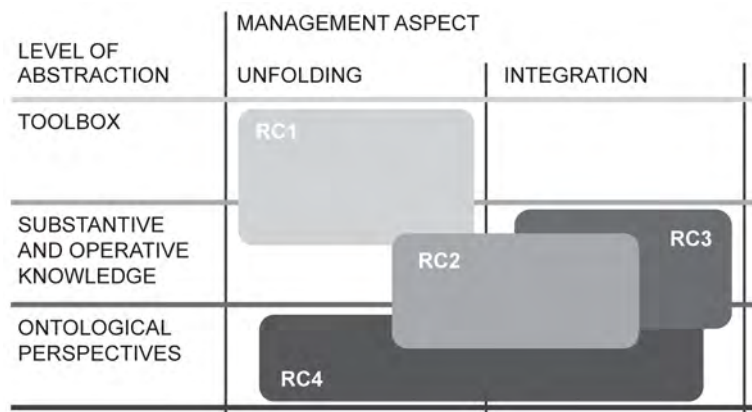 MANAGEMENT ASPECT
LEVEL OF
ABSTRACTION
UNFOLDING
INTEGRATION
TOOLBOX
RC1
SUBSTANTIVE
AND OPERATIVE
KNOWLEDGE
RC2
RC3
ONTOLOGICAL
PERSPECTIVES
RC4